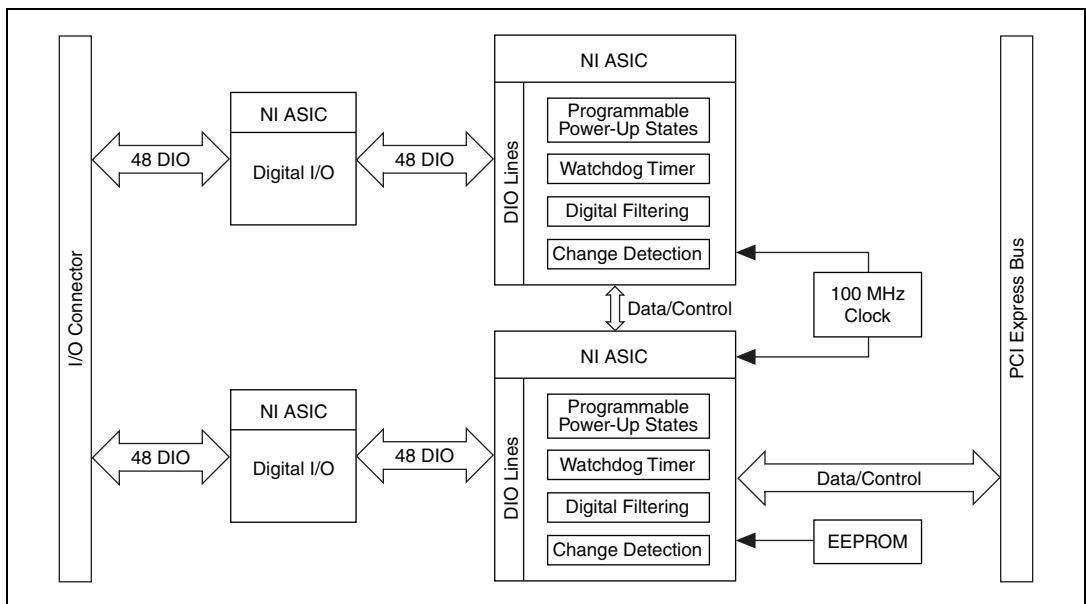 I/O Connector
48 DIO
NI ASIC
Digital I/O
48 DIO
NI ASIC
DIO Lines
Programmable
Power-Up States
Watchdog Timer
Digital Filtering
Change Detection
Data/Control
100 MHz
Clock
PCI Express Bus
48 DIO
NI ASIC
Digital I/O
48 DIO
NI ASIC
DIO Lines
Programmable
Power-Up States
Watchdog Timer
Digital Filtering
Change Detection
Data/Control
EEPROM